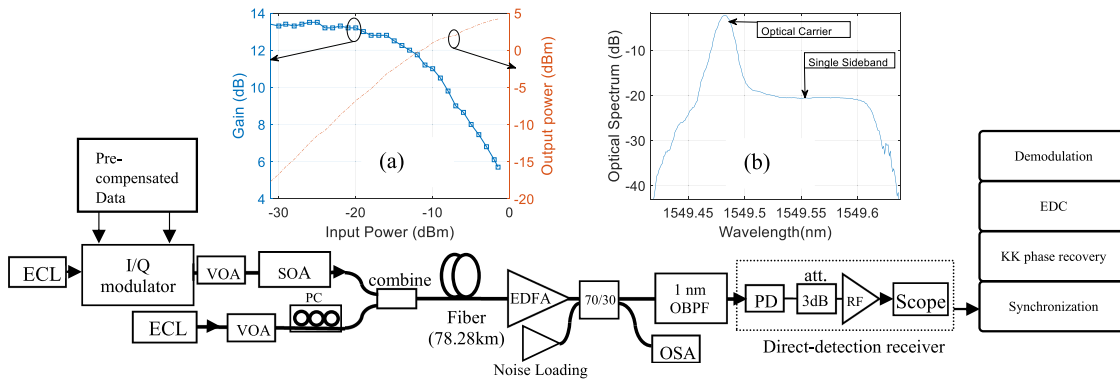 14
12
10
8
6
4
Gain (dB)
-30
-20
-10
0
Input Power (dBm)
5
0
-5
-10
-15
-20
Output power (dBm)
(a)
-10
-20
-30
-40
Optical Spectrum (dB)
1549.45
1549.5
1549.55
1549.6
Wavelength(nm)
Optical Carrier
Single Sideband
(b)
Pre-
compensated
Data
ECL
I/Q
modulator
VOA
SOA
combine
PC
ECL
VOA
Fiber
(78.28km)
EDFA
Noise Loading
70/30
OSA
1 nm
OBPF
PD
att.
3dB
RF
Scope
Direct-detection receiver
Demodulation
EDC
KK phase recovery
Synchronization